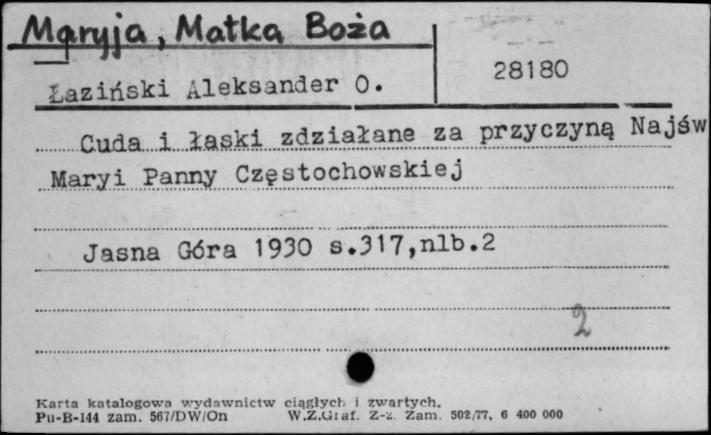 Maryja, Matka Boża
Łaziński Aleksander O.
28180
Cuda i łaski zdziałane za przyczyną Najśw
Maryi Panny Częstochowskiej
Jasna Góra 1930 s.317,nlb.2
2
Karta katalogowa wydawnictw ciągłych i zwartych.
Pu-B-144 zam. 567/DW/On W.Z.Graf. Z-2. Zam. 502/77, 6 400 000